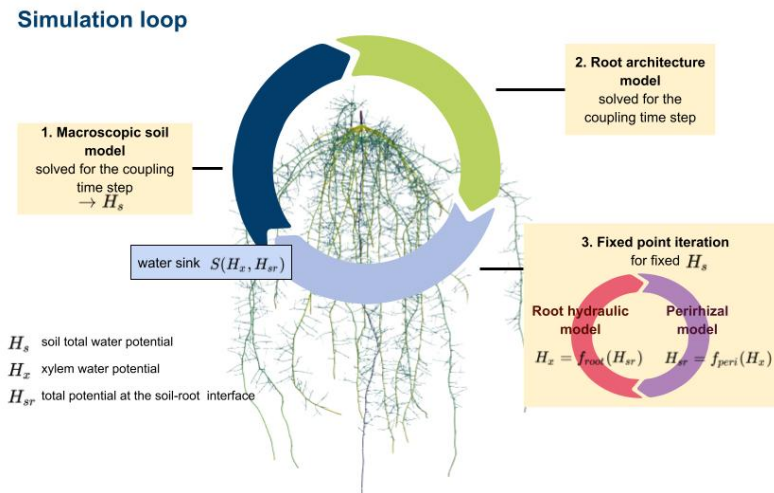 Simulation loop
1. Macroscopic soil
model
solved for the coupling
time step
→ H_s
2. Root architecture
model
solved for the
coupling time step
water sink S(H_x, H_sr)
3. Fixed point iteration
for fixed H_s
Root hydraulic
model
H_x = f_root(H_sr)
Perirhizal
model
H_sr = f_peri(H_x)
H_s soil total water potential
H_x xylem water potential
H_sr total potential at the soil-root interface